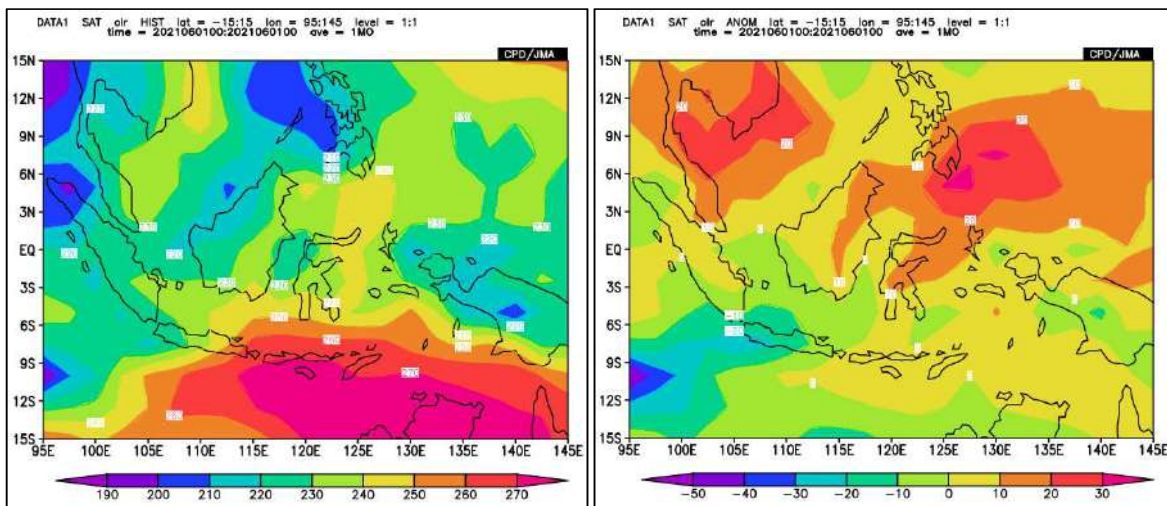 DATA1 SAT olr HIST lat = -15:15 lon = 95:145 level = 1:1
time = 2021060100:2021060100 ave = 1MO
CPD/JMA
15N
12N
9N
6N
3N
EQ
3S
6S
9S
12S
15S
95E 100E 105E 110E 115E 120E 125E 130E 135E 140E 145E
190 200 210 220 230 240 250 260 270
DATA1 SAT olr ANOM lat = -15:15 lon = 95:145 level = 1:1
time = 2021060100:2021060100 ave = 1MO
CPD/JMA
15N
12N
9N
6N
3N
EQ
3S
6S
9S
12S
15S
95E 100E 105E 110E 115E 120E 125E 130E 135E 140E 145E
-50 -40 -30 -20 -10 0 10 20 30